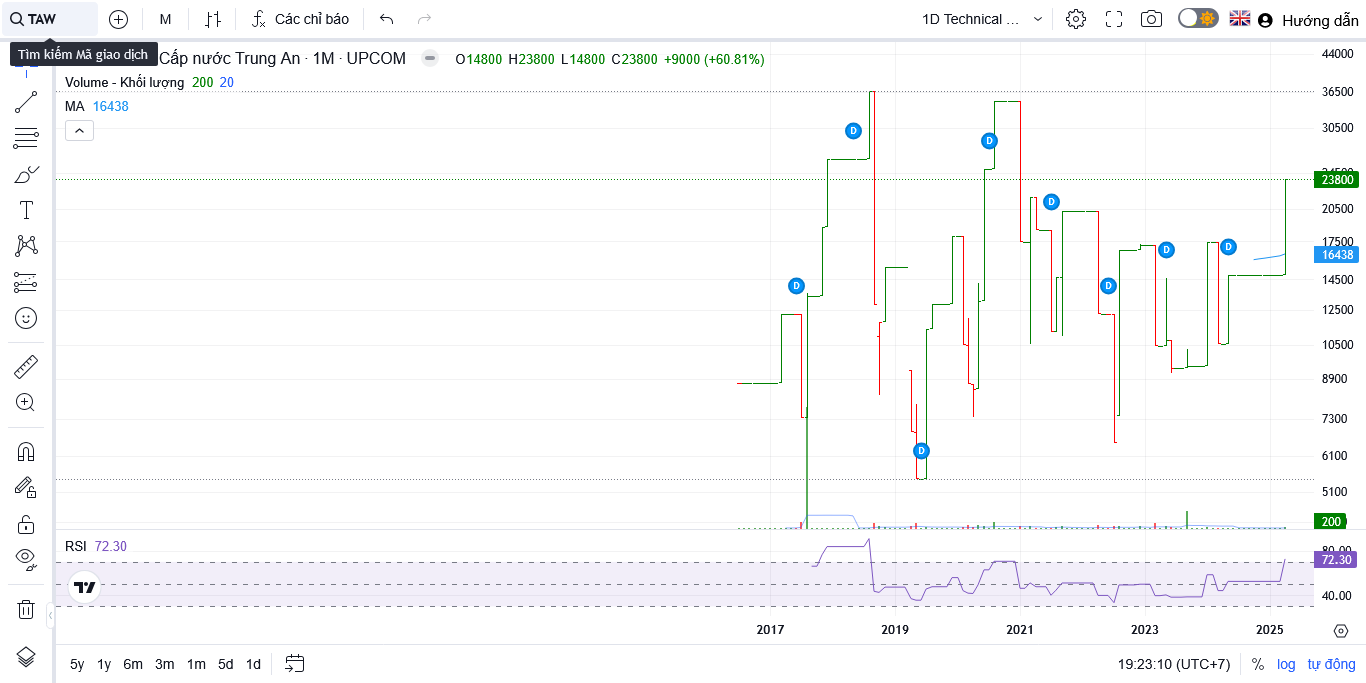 TAW
M
Các chỉ báo
1D Technical ...
Hướng dẫn
Tìm kiếm Mã giao dịch
Cấp nước Trung An · 1M · UPCOM
O14800 H23800 L14800 C23800 +9000 (+60.81%)
Volume - Khối lượng 200 20
MA 16438
44000
36500
30500
23800
20500
17500
16438
14500
12500
10500
8900
7300
6100
5100
200
D
D
D
D
D
D
D
D
RSI 72.30
80.00
72.30
40.00
2017
2019
2021
2023
2025
5y 1y 6m 3m 1m 5d 1d
19:23:10 (UTC+7)
%
log
tự động